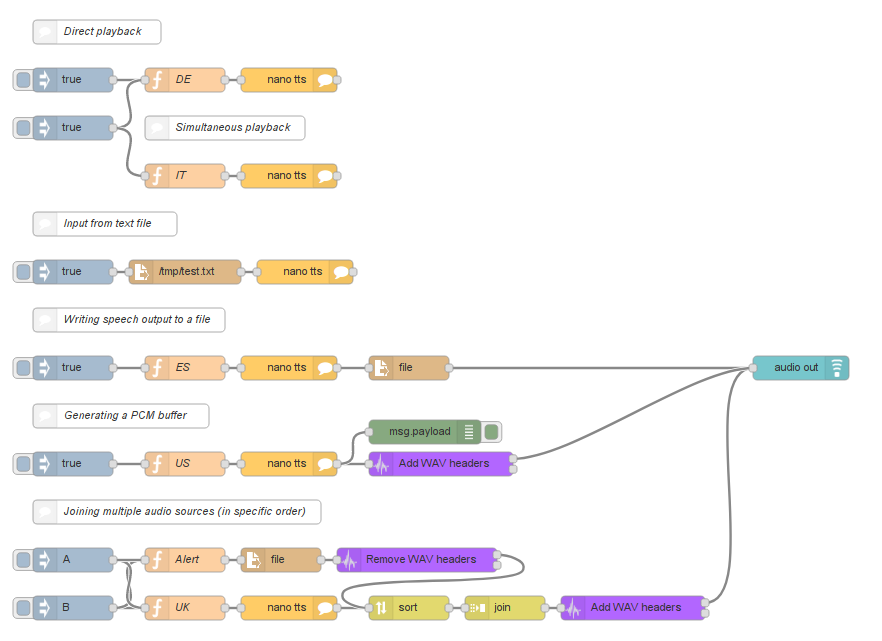 Direct playback
true
DE
nano tts
true
Simultaneous playback
IT
nano tts
Input from text file
true
/tmp/test.txt
nano tts
Writing speech output to a file
true
ES
nano tts
file
audio out
Generating a PCM buffer
msg.payload
true
US
nano tts
Add WAV headers
Joining multiple audio sources (in specific order)
A
Alert
file
Remove WAV headers
B
UK
nano tts
sort
join
Add WAV headers